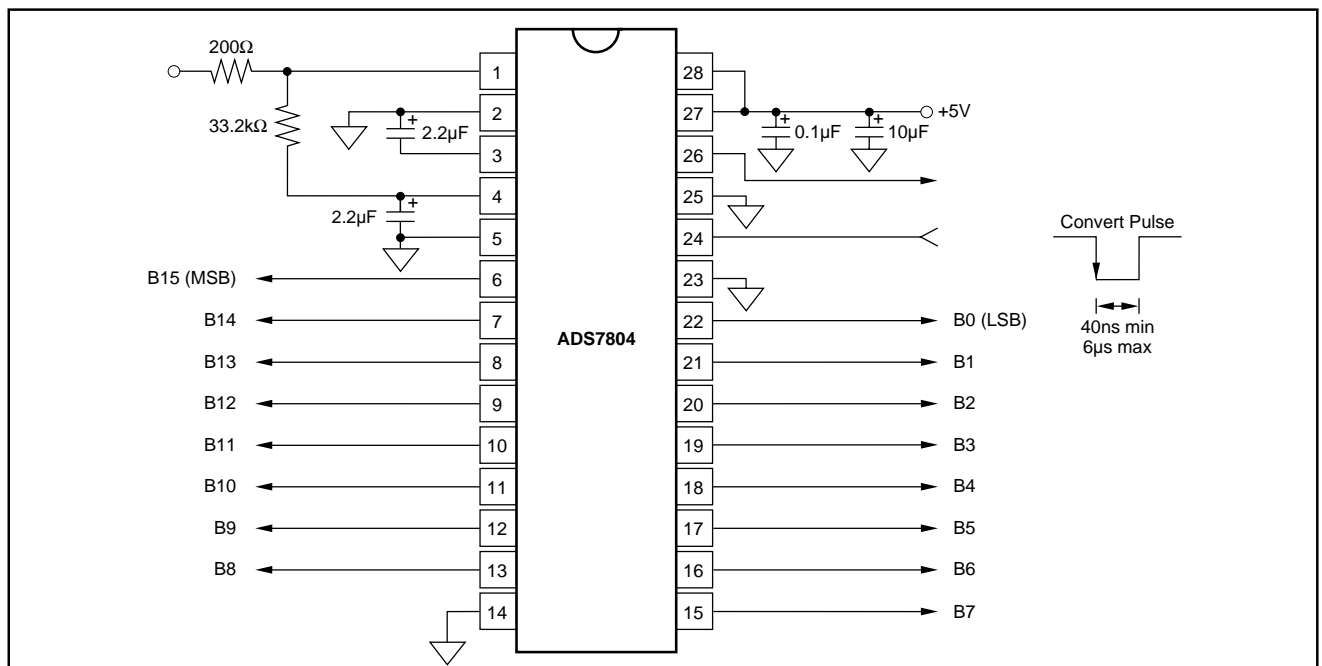 200Ω
33.2kΩ
+
2.2µF
+
2.2µF
1
2
3
4
5
6
7
8
9
10
11
12
13
14
B15 (MSB)
B14
B13
B12
B11
B10
B9
B8
ADS7804
28
27
26
25
24
23
22
21
20
19
18
17
16
15
+5V
+
0.1µF
+
10µF
B0 (LSB)
B1
B2
B3
B4
B5
B6
B7
Convert Pulse
40ns min
6µs max